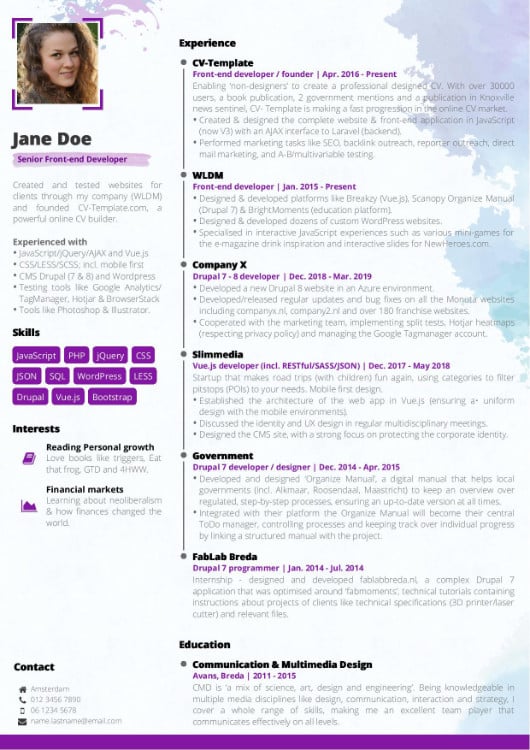 Jane Doe
Senior Front-end Developer
Created and tested websites for
clients through my company (WLDM)
and founded CV-Template.com, a
powerful online CV builder.
Experienced with
• JavaScript/jQuery/AJAX and Vue.js
• CSS/LESS/SCSS; incl. mobile first
• CMS Drupal (7 & 8) and Wordpress
• Testing tools like Google Analytics/
TagManager, Hotjar & BrowserStack
• Tools like Photoshop & Illustrator.
Skills
JavaScript PHP jQuery CSS
JSON SQL WordPress LESS
Drupal Vue.js Bootstrap
Interests
Reading Personal growth
Love books like triggers, Eat
that frog, GTD and 4HWW,
Financial markets
Learning about neoliberalism
& how finances changed the
world.
Contact
Amsterdam
012 3456 7890
06 1234 5678
name.lastname@email.com
Experience
CV-Template
Front-end developer / founder | Apr. 2016 - Present
Enabling 'non-designers' to create a professional designed CV. With over 30000
users, a book publication, 2 government mentions and a publication in Knoxville
news sentinel, CV- Template is making a fast progression in the online CV market.
• Created & designed the complete website & front-end application in JavaScript
(now V3) with an AJAX interface to Laravel (backend).
• Performed marketing tasks like SEO, backlink outreach, reporter outreach, direct
mail marketing, and A-B/multivariable testing.
WLDM
Front-end developer | Jan. 2015 - Present
• Designed & developed platforms like Breakzy (Vue.js), Scanopy Organize Manual
(Drupal 7) & BrightMoments (education platform).
• Designed & developed dozens of custom WordPress websites.
• Specialised in interactive JavaScript experiences such as various mini-games for
the e-magazine drink inspiration and interactive slides for NewHeroes.com.
Company X
Drupal 7 - 8 developer | Dec. 2018 - Mar. 2019
• Developed a new Drupal 8 website in an Azure environment.
• Developed/released regular updates and bug fixes on all the Monuta websites
including companyx.nl, company2.nl and over 180 franchise websites.
• Cooperated with the marketing team, implementing split tests. Hotjar heatmaps
(respecting privacy policy) and managing the Google Tagmanager account.
Slimmedia
Vue.js developer (incl. RESTful/SASS/JSON) | Dec. 2017 - May 2018
Startup that makes road trips (with children) fun again, using categories to filter
pitstops (POIs) to your needs. Mobile first design.
• Established the architecture of the web app in Vue.js (ensuring a• uniform
design with the mobile environments).
• Discussed the identity and UX design in regular multidisciplinary meetings.
• Designed the CMS site, with a strong focus on protecting the corporate identity.
Government
Drupal 7 developer / designer | Dec. 2014 - Apr. 2015
• Developed and designed 'Organize Manual', a digital manual that helps local
governments (incl. Alkmaar, Roosendaal, Maastricht) to keep an overview over
regulated, step-by-step processes, ensuring an up-to-date version at all times.
• Integrated with their platform the Organize Manual will become their central
ToDo manager, controlling processes and keeping track over individual progress
by linking a structured manual with the project.
FabLab Breda
Drupal 7 programmer | Jan. 2014 - Jul. 2014
Internship - designed and developed fablabbreda.nl, a complex Drupal 7
application that was optimised around 'fabmoments', technical tutorials containing
instructions about projects of clients like technical specifications (3D printer/laser
cutter) and relevant files.
Education
Communication & Multimedia Design
Avans, Breda | 2011 - 2015
CMD is 'a mix of science, art, design and engineering'. Being knowledgeable in
multiple media disciplines like design, communication, interaction and strategy, I
cover a whole range of skills, making me an excellent team player that
communicates effectively on all levels.